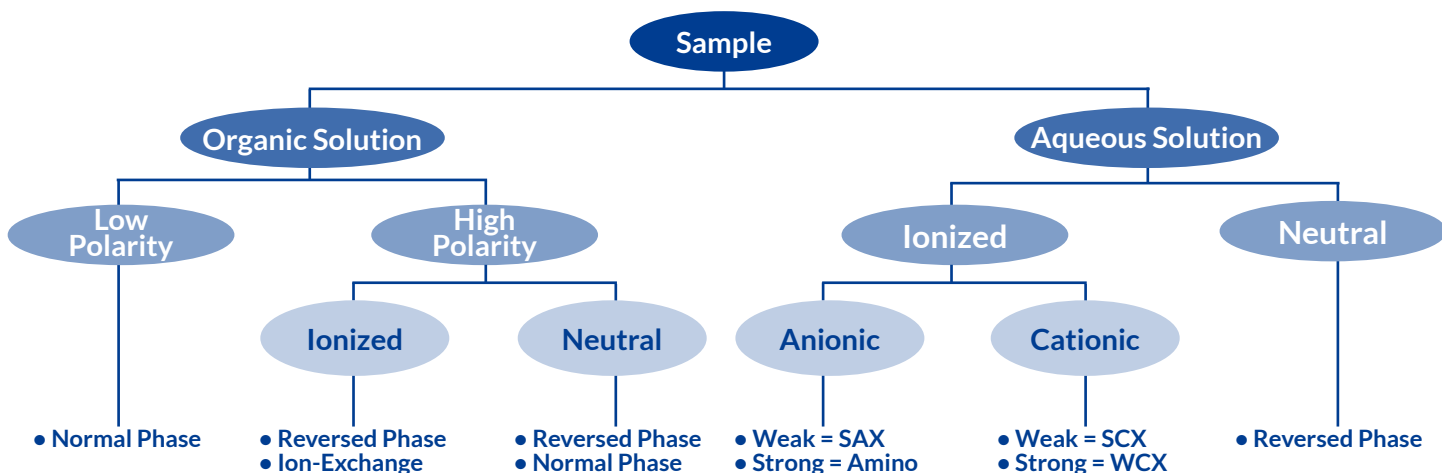 Sample
Organic Solution
Aqueous Solution
Low
Polarity
High
Polarity
Ionized
Neutral
Ionized
Neutral
Anionic
Cationic
● Normal Phase
● Reversed Phase
● Ion-Exchange
● Reversed Phase
● Normal Phase
● Weak = SAX
● Strong = Amino
● Weak = SCX
● Strong = WCX
● Reversed Phase